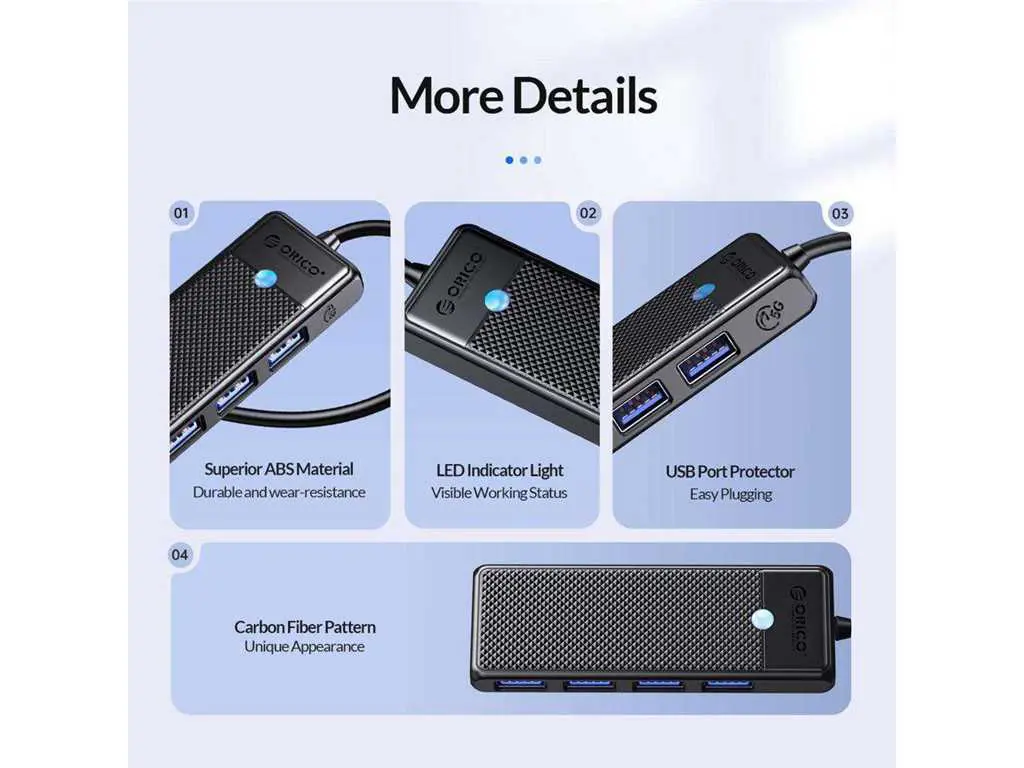 More Details
01
ORICO
02
ORICO
03
ORICO
5G
Superior ABS Material
Durable and wear-resistance
LED Indicator Light
Visible Working Status
USB Port Protector
Easy Plugging
04
ORICO
Carbon Fiber Pattern
Unique Appearance